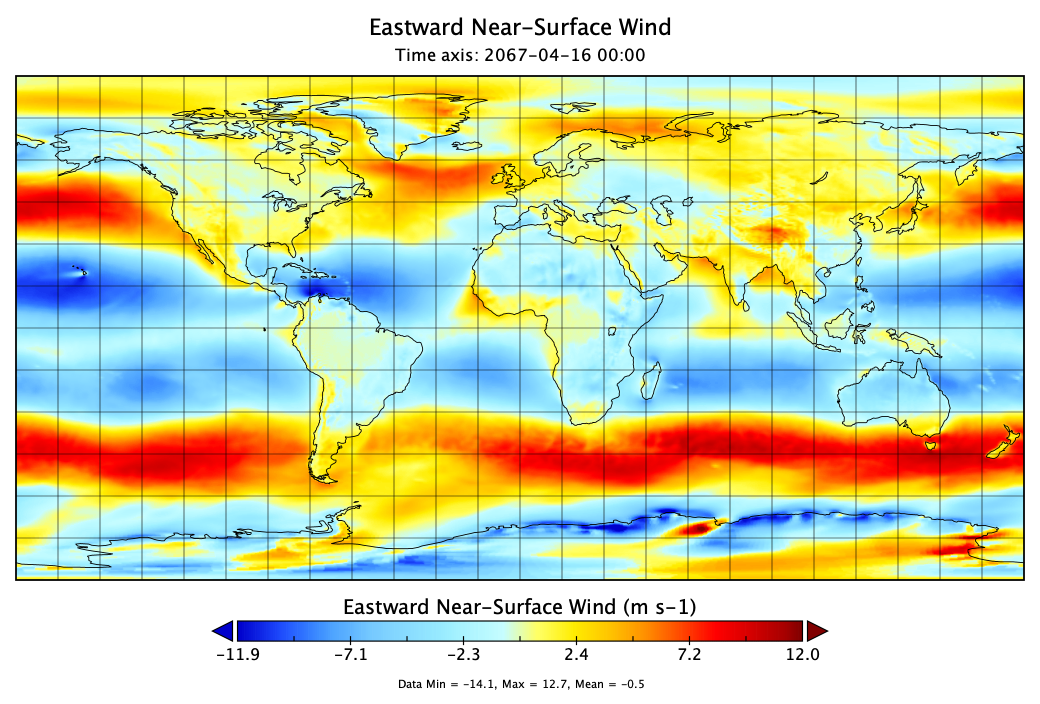 Eastward Near-Surface Wind
Time axis: 2067-04-16 00:00
Eastward Near-Surface Wind (m s-1)
-11.9 -7.1 -2.3 2.4 7.2 12.0
Data Min = -14.1, Max = 12.7, Mean = -0.5